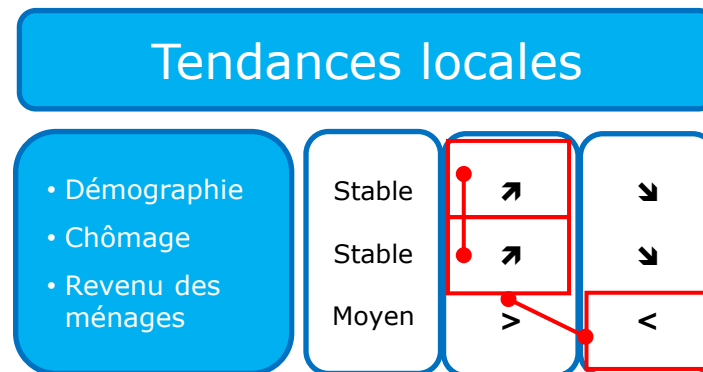 Tendances locales
• Démographie
• Chômage
• Revenu des
ménages
Stable
Stable
Moyen
↗
↗
>
↘
↘
<